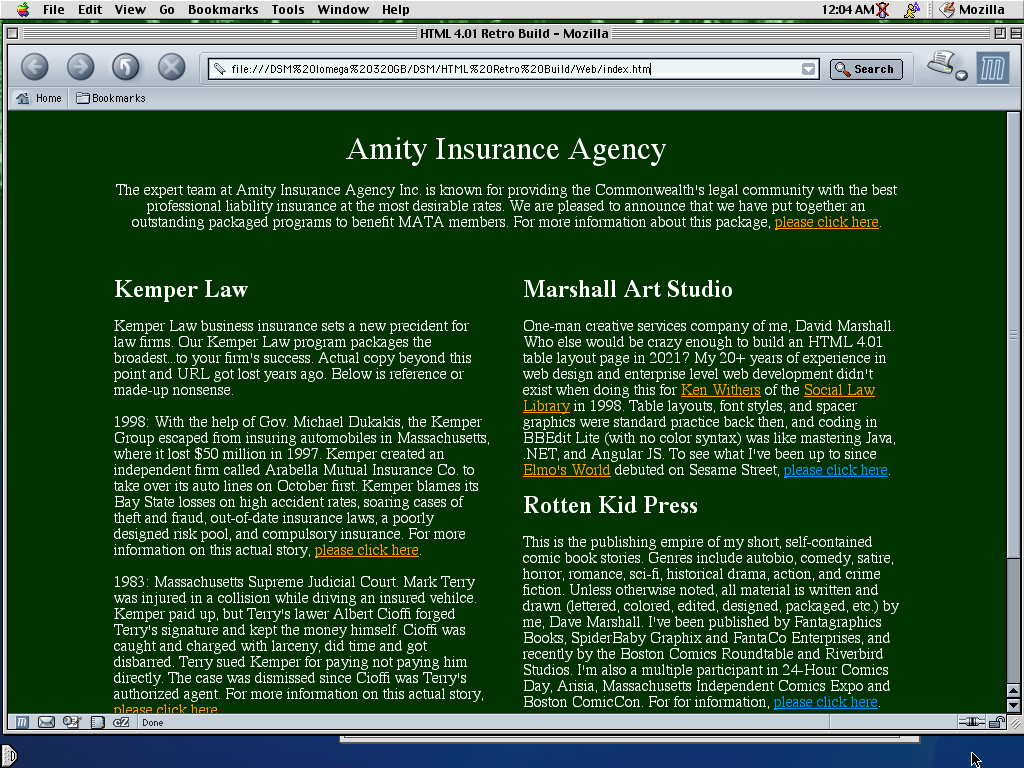 File Edit View Go Bookmarks Tools Window Help 12:04 AM Mozilla
HTML 4.01 Retro Build - Mozilla
file:///DSM%20Iomega%20320GB/DSM/HTML%20Retro%20Build/Web/index.htm
Search
Home Bookmarks
Amity Insurance Agency
The expert team at Amity Insurance Agency Inc. is known for providing the Commonwealth's legal community with the best
professional liability insurance at the most desirable rates. We are pleased to announce that we have put together an
outstanding packaged programs to benefit MATA members. For more information about this package, please click here.
Kemper Law
Kemper Law business insurance sets a new precident for
law firms. Our Kemper Law program packages the
broadest...to your firm's success. Actual copy beyond this
point and URL got lost years ago. Below is reference or
made-up nonsense.
1998: With the help of Gov. Michael Dukakis, the Kemper
Group escaped from insuring automobiles in Massachusetts,
where it lost $50 million in 1997. Kemper created an
independent firm called Arabella Mutual Insurance Co. to
take over its auto lines on October first. Kemper blames its
Bay State losses on high accident rates, soaring cases of
theft and fraud, out-of-date insurance laws, a poorly
designed risk pool, and compulsory insurance. For more
information on this actual story, please click here.
1983: Massachusetts Supreme Judicial Court. Mark Terry
was injured in a collision while driving an insured vehilce.
Kemper paid up, but Terry's lawer Albert Cioffi forged
Terry's signature and kept the money himself. Cioffi was
caught and charged with larceny, did time and got
disbarred. Terry sued Kemper for paying not paying him
directly. The case was dismissed since Cioffi was Terry's
authorized agent. For more information on this actual story,
please click here.
Marshall Art Studio
One-man creative services company of me, David Marshall.
Who else would be crazy enough to build an HTML 4.01
table layout page in 2021? My 20+ years of experience in
web design and enterprise level web development didn't
exist when doing this for Ken Withers of the Social Law
Library in 1998. Table layouts, font styles, and spacer
graphics were standard practice back then, and coding in
BBEdit Lite (with no color syntax) was like mastering Java,
.NET, and Angular JS. To see what I've been up to since
Elmo's World debuted on Sesame Street, please click here.
Rotten Kid Press
This is the publishing empire of my short, self-contained
comic book stories. Genres include autobio, comedy, satire,
horror, romance, sci-fi, historical drama, action, and crime
fiction. Unless otherwise noted, all material is written and
drawn (lettered, colored, edited, designed, packaged, etc.) by
me, Dave Marshall. I've been published by Fantagraphics
Books, SpiderBaby Graphix and FantaCo Enterprises, and
recently by the Boston Comics Roundtable and Riverbird
Studios. I'm also a multiple participant in 24-Hour Comics
Day, Arisia, Massachusetts Independent Comics Expo and
Boston ComicCon. For for information, please click here.
Done